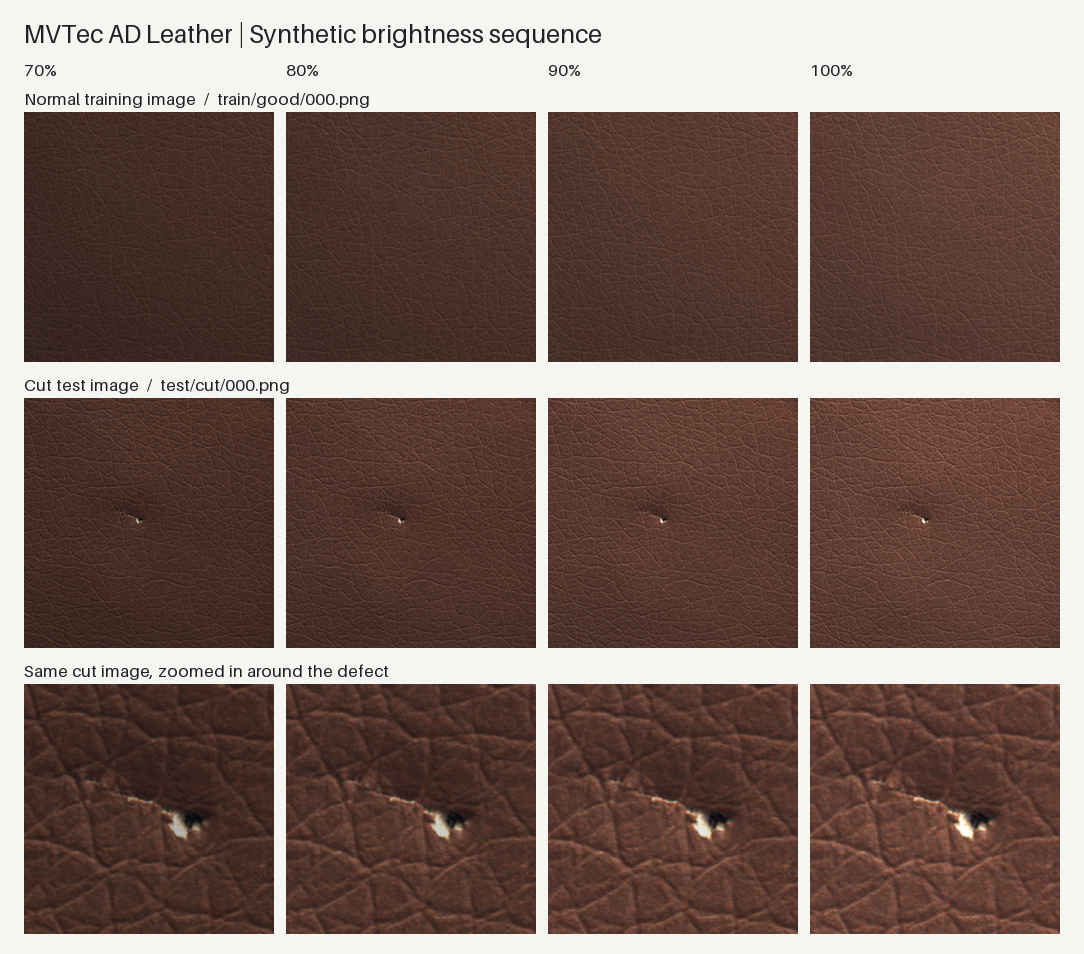 MVTec AD Leather | Synthetic brightness sequence
70% 80% 90% 100%
Normal training image / train/good/000.png
Cut test image / test/cut/000.png
Same cut image, zoomed in around the defect